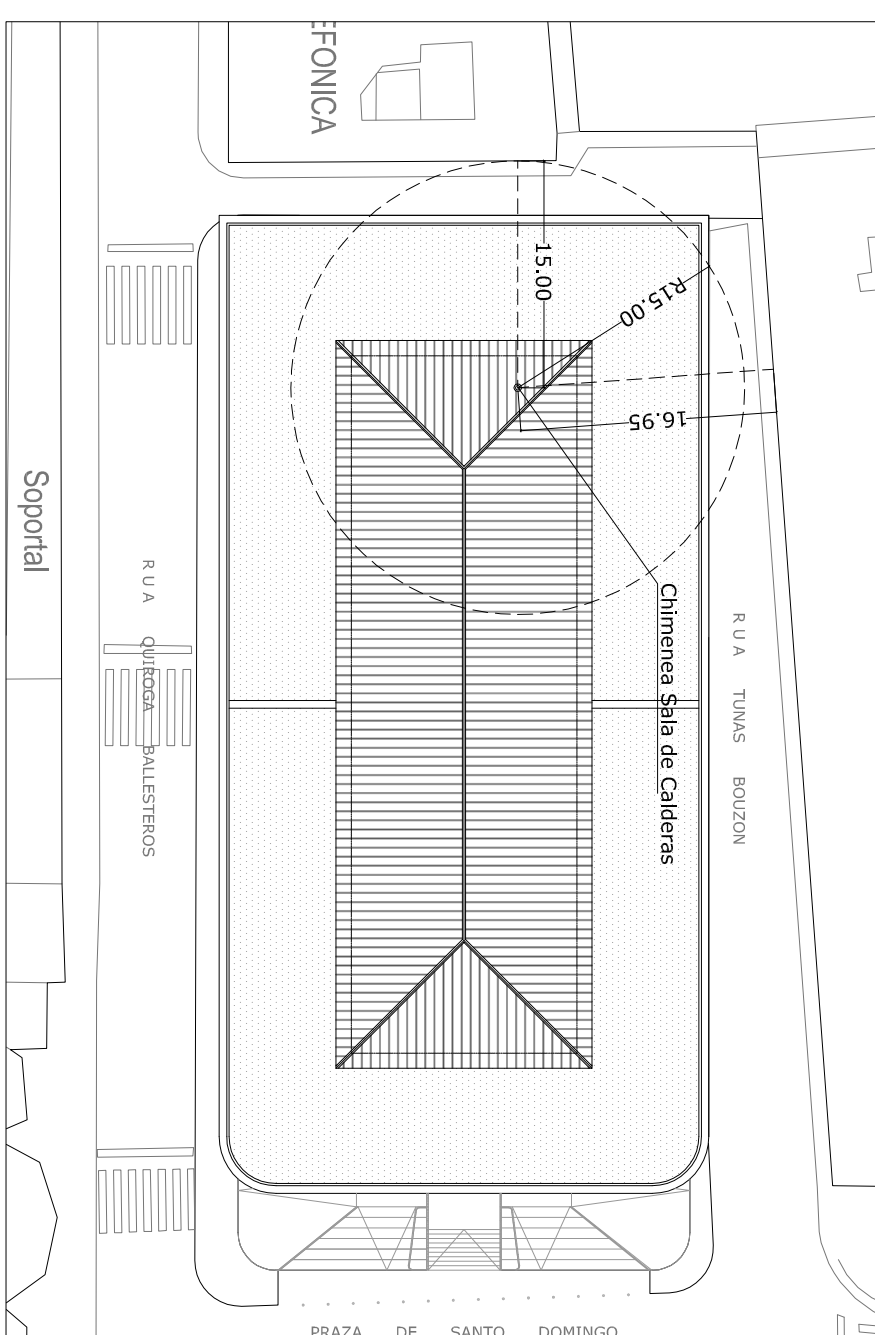 EFONICA
15.00
R15.00
16.95
Soportal
RUA QUIROGA BALLESTEROS
Chimenea Sala de Calderas
RUA TUNAS BOUZON
PRAZA DE SANTO DOMINGO